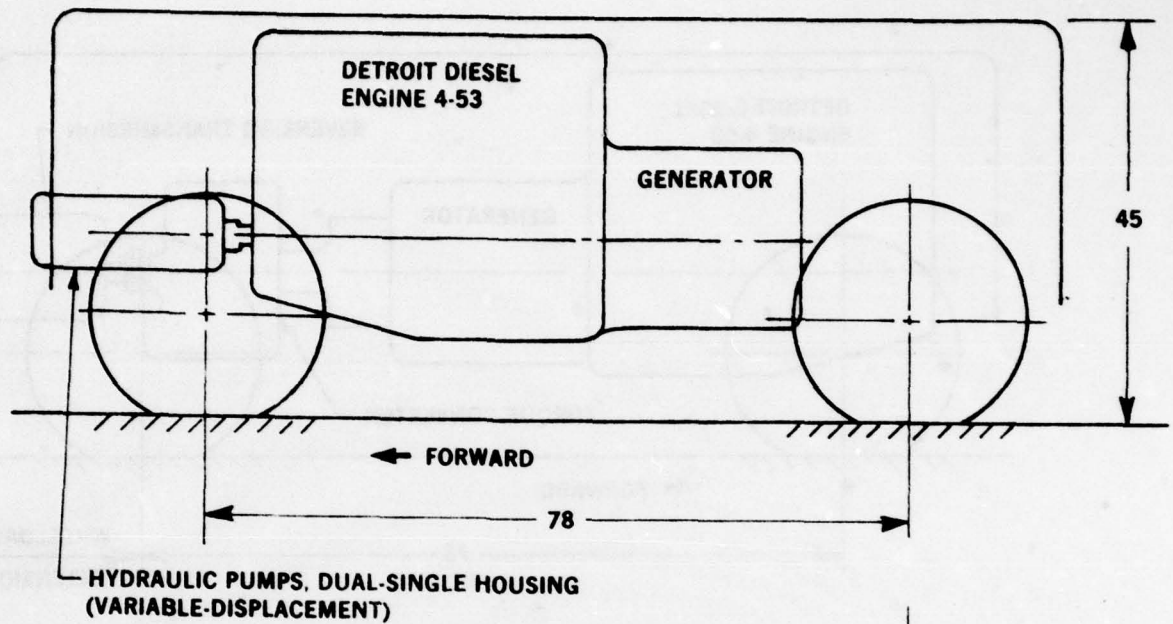 DETROIT DIESEL
ENGINE 4-53
GENERATOR
45
FORWARD
78
HYDRAULIC PUMPS, DUAL-SINGLE HOUSING
(VARIABLE-DISPLACEMENT)